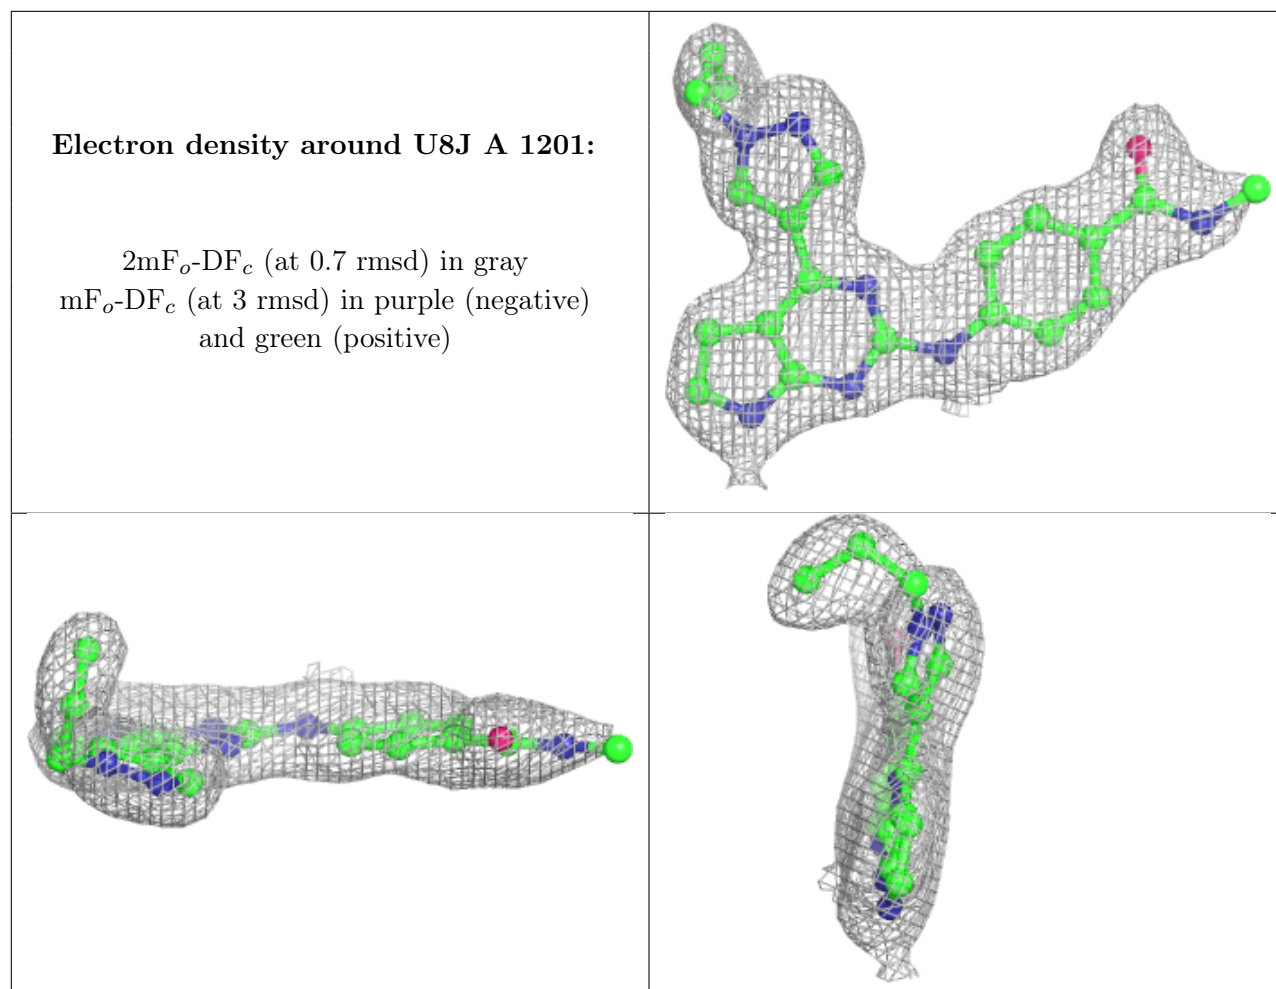 Electron density around U8J A 1201:
2mFₒ-DF𝒸 (at 0.7 rmsd) in gray
mFₒ-DF𝒸 (at 3 rmsd) in purple (negative)
and green (positive)